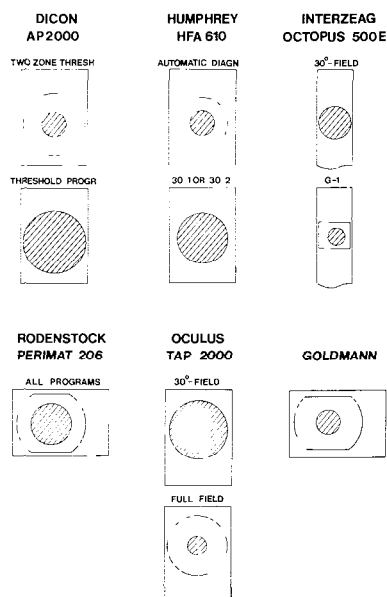 DICON
AP2000
TWO ZONE THRESH
THRESHOLD PROGR
HUMPHREY
HFA 610
AUTOMATIC DIAGN
30 1 OR 30 2
INTERZEAG
OCTOPUS 500E
30°-FIELD
G-1
RODENSTOCK
PERIMAT 206
ALL PROGRAMS
OCULUS
TAP 2000
30°-FIELD
FULL FIELD
GOLDMANN